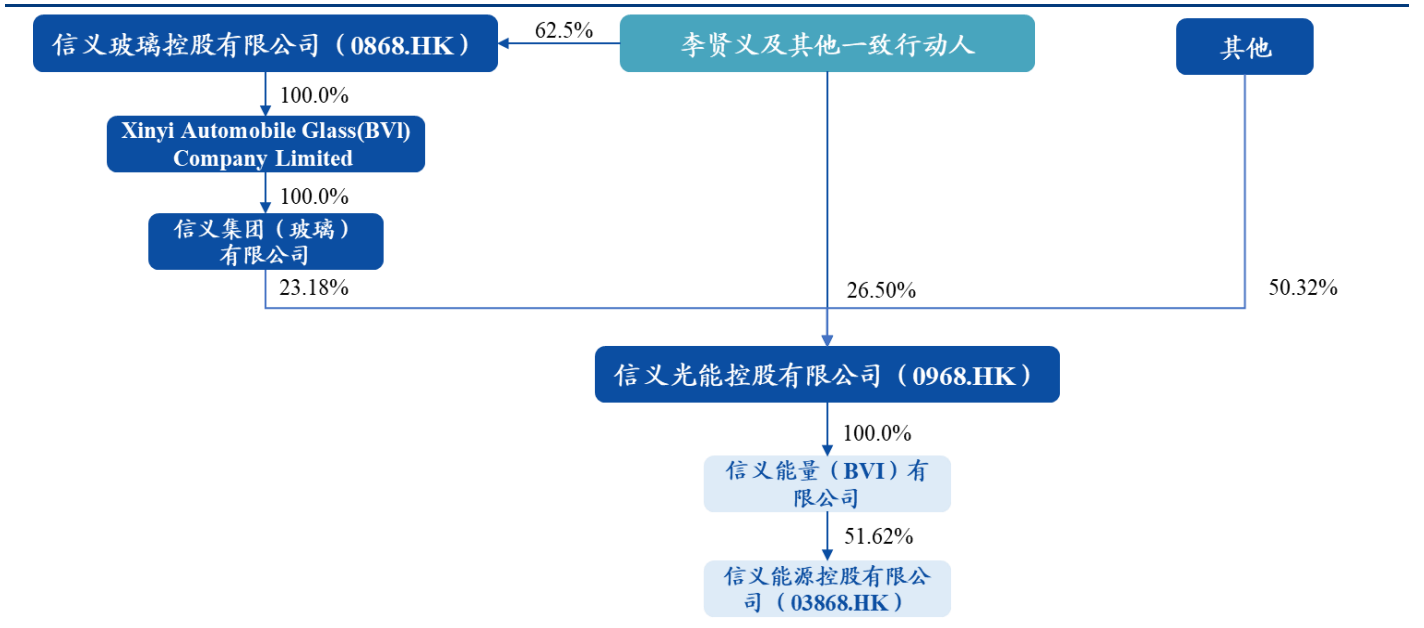 信义玻璃控股有限公司（0868.HK）
62.5%
李贤义及其他一致行动人
其他
100.0%
Xinyi Automobile Glass(BVI)
Company Limited
100.0%
信义集团（玻璃）
有限公司
23.18%
26.50%
50.32%
信义光能控股有限公司（0968.HK）
100.0%
信义能量（BVI）有
限公司
51.62%
信义能源控股有限公
司（03868.HK）